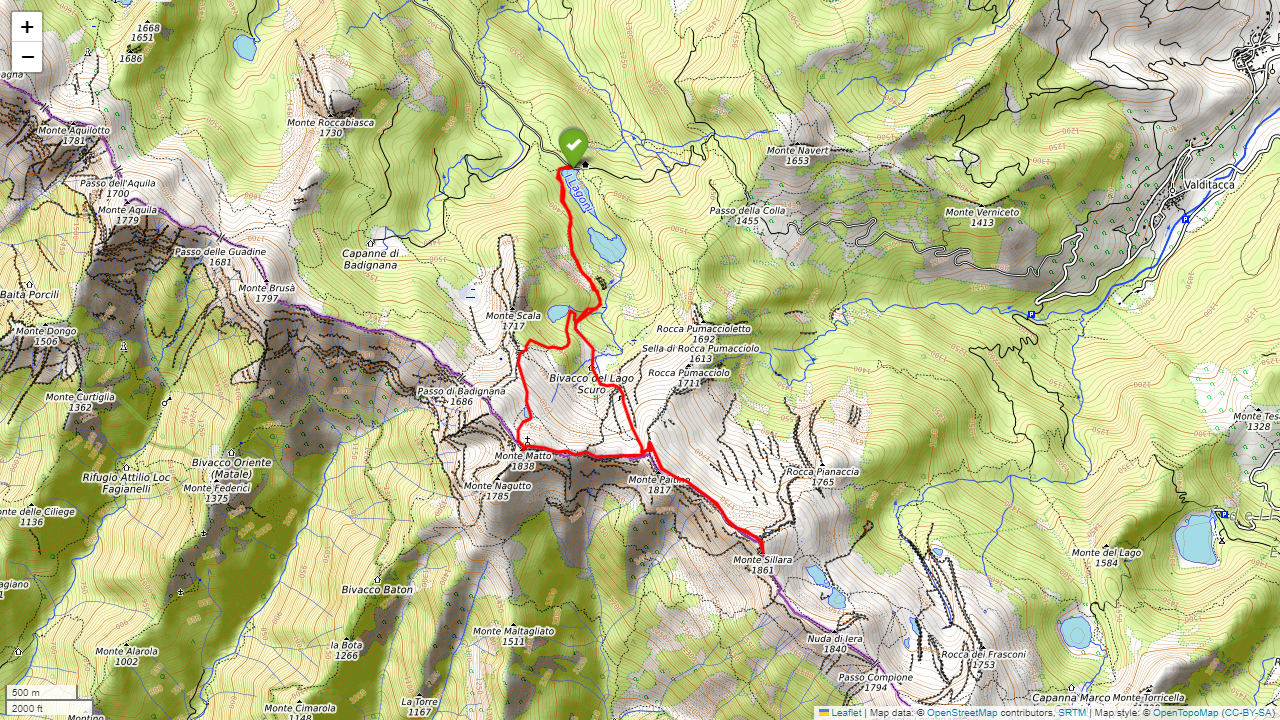 +
−
1668
1651
1686
Monte Aquilotto
1781
Monte Roccabiasca
1730
Passo dell'Aquila
1700
Monte Aquila
1779
Passo delle Guadine
1681
Capanne di
Badignana
Monte Brusà
1797
Baita Porcili
Monte Dongo
1506
Monte Curtiglia
1362
I Lagoni
Monte Navert
1653
Passo della Colla
1455
Monte Verniceto
1413
Valditacca
Monte Scala
1717
Rocca Pumaccioletto
1692
Sella di Rocca Pumacciolo
1613
Rocca Pumacciolo
1711
Bivacco del Lago
Scuro
Passo di Badignana
1686
Monte Tes
1328
Bivacco Oriente
(Matale)
Rifugio Attilio Loc
Fagianelli
Monte Federici
1375
Monte Matto
1838
Monte Nagutto
1785
Monte Paitino
1817
Rocca Pianaccia
1765
onte delle Ciliege
1136
Monte Sillara
1861
Monte del Lago
1584
Bivacco Baton
Monte Maltagliato
1511
la Bota
1266
Monte Alarola
1002
Nuda di Iera
1840
Rocca dei Frasconi
1753
Passo Compione
1794
Capanna Marco
Monte Torricella
La Torre
1167
Monte Cimarola
1148
500 m
2000 ft
Leaflet | Map data: © OpenStreetMap contributors, SRTM | Map style: © OpenTopoMap (CC-BY-SA)